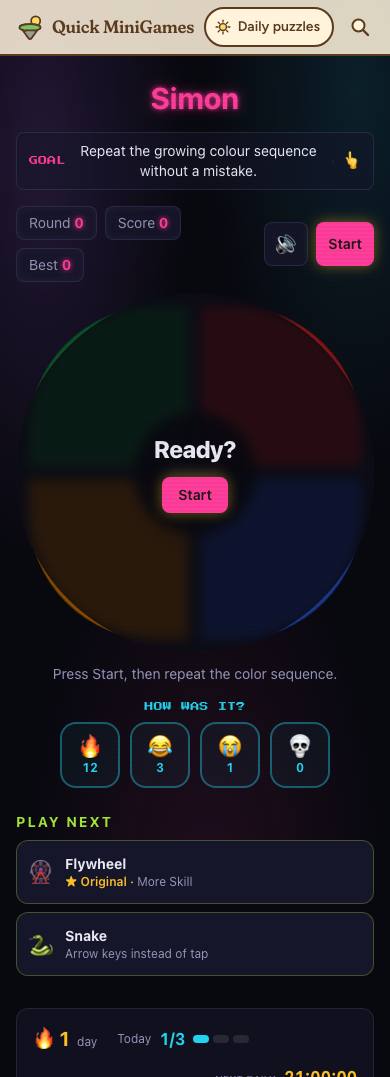 Quick MiniGames
Daily puzzles
Simon
GOAL
Repeat the growing colour sequence
without a mistake.
Round 0
Score 0
Best 0
Start
Ready?
Start
Press Start, then repeat the color sequence.
HOW WAS IT?
12
3
1
0
PLAY NEXT
Flywheel
Original · More Skill
Snake
Arrow keys instead of tap
1 day
Today 1/3
21:00:00